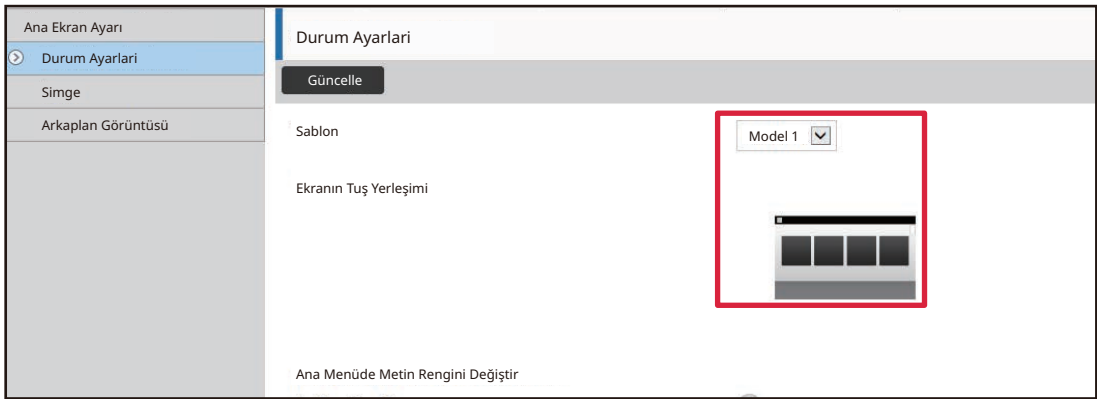 Ana Ekran Ayarı
Durum Ayarlari
Simge
Arkaplan Görüntüsü
Durum Ayarlari
Güncelle
Sablon
Model 1
Ekranın Tuş Yerleşimi
Ana Menüde Metin Rengini Değiştir